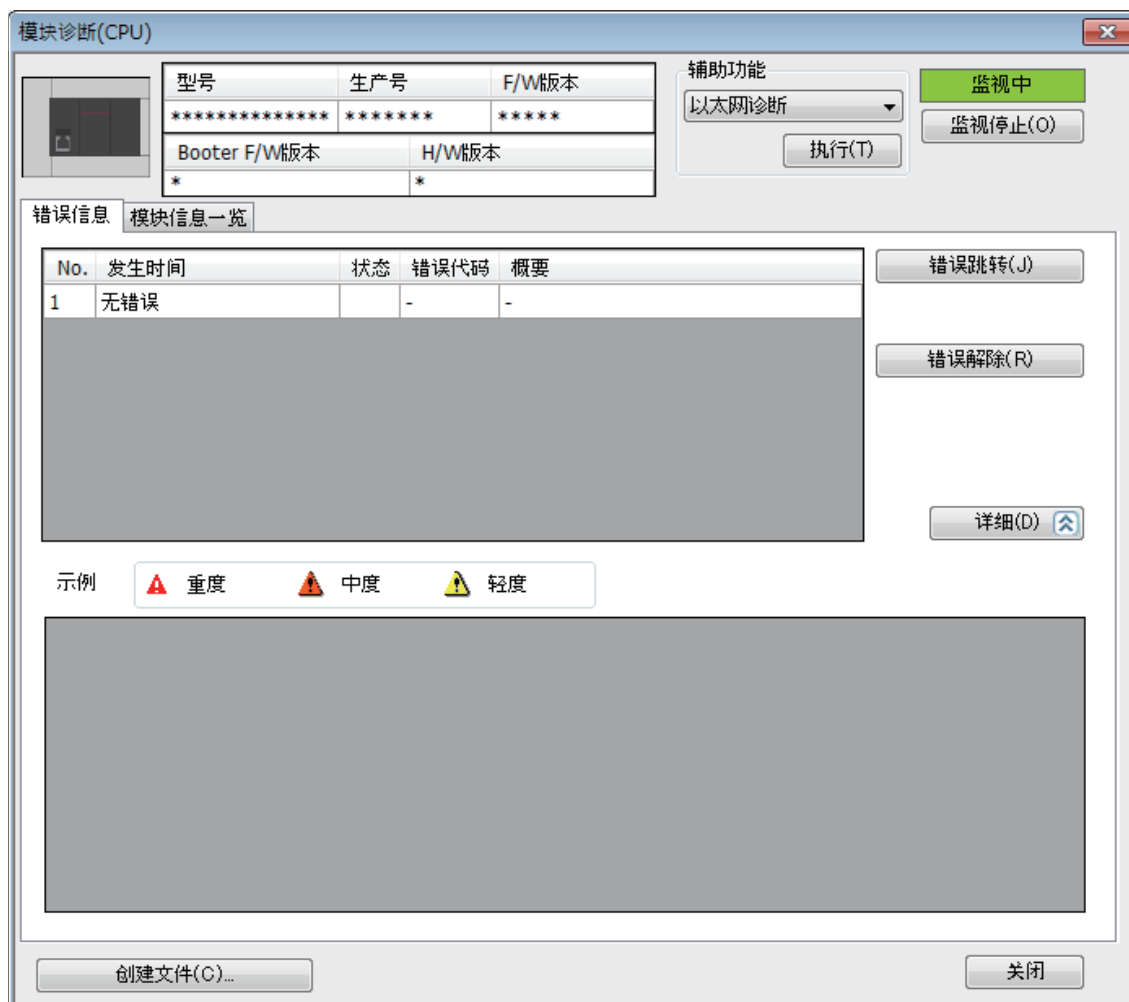 模块诊断(CPU)
型号 生产号 F/W版本
************** ******* *****
Booter F/W版本 H/W版本
* *
辅助功能
以太网诊断
执行(T)
监视中
监视停止(O)
错误信息 模块信息一览
No. 发生时间 状态 错误代码 概要
1 无错误 - -
错误跳转(J)
错误解除(R)
详细(D)
示例 重度 中度 轻度
创建文件(C)... 关闭